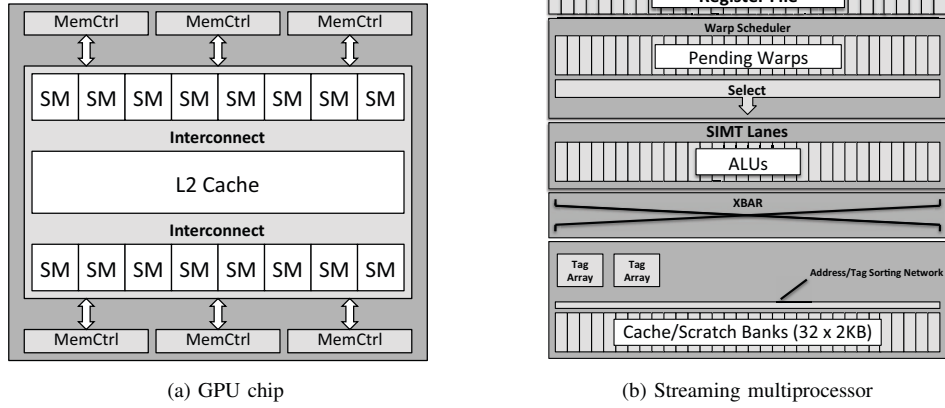 MemCtrl MemCtrl MemCtrl
SM SM SM SM SM SM SM SM
Interconnect
L2 Cache
Interconnect
SM SM SM SM SM SM SM SM
MemCtrl MemCtrl MemCtrl
(a) GPU chip
Register File
Warp Scheduler
Pending Warps
Select
SIMT Lanes
ALUs
XBAR
Tag Array
Tag Array
Address/Tag Sorting Network
Cache/Scratch Banks (32 x 2KB)
(b) Streaming multiprocessor